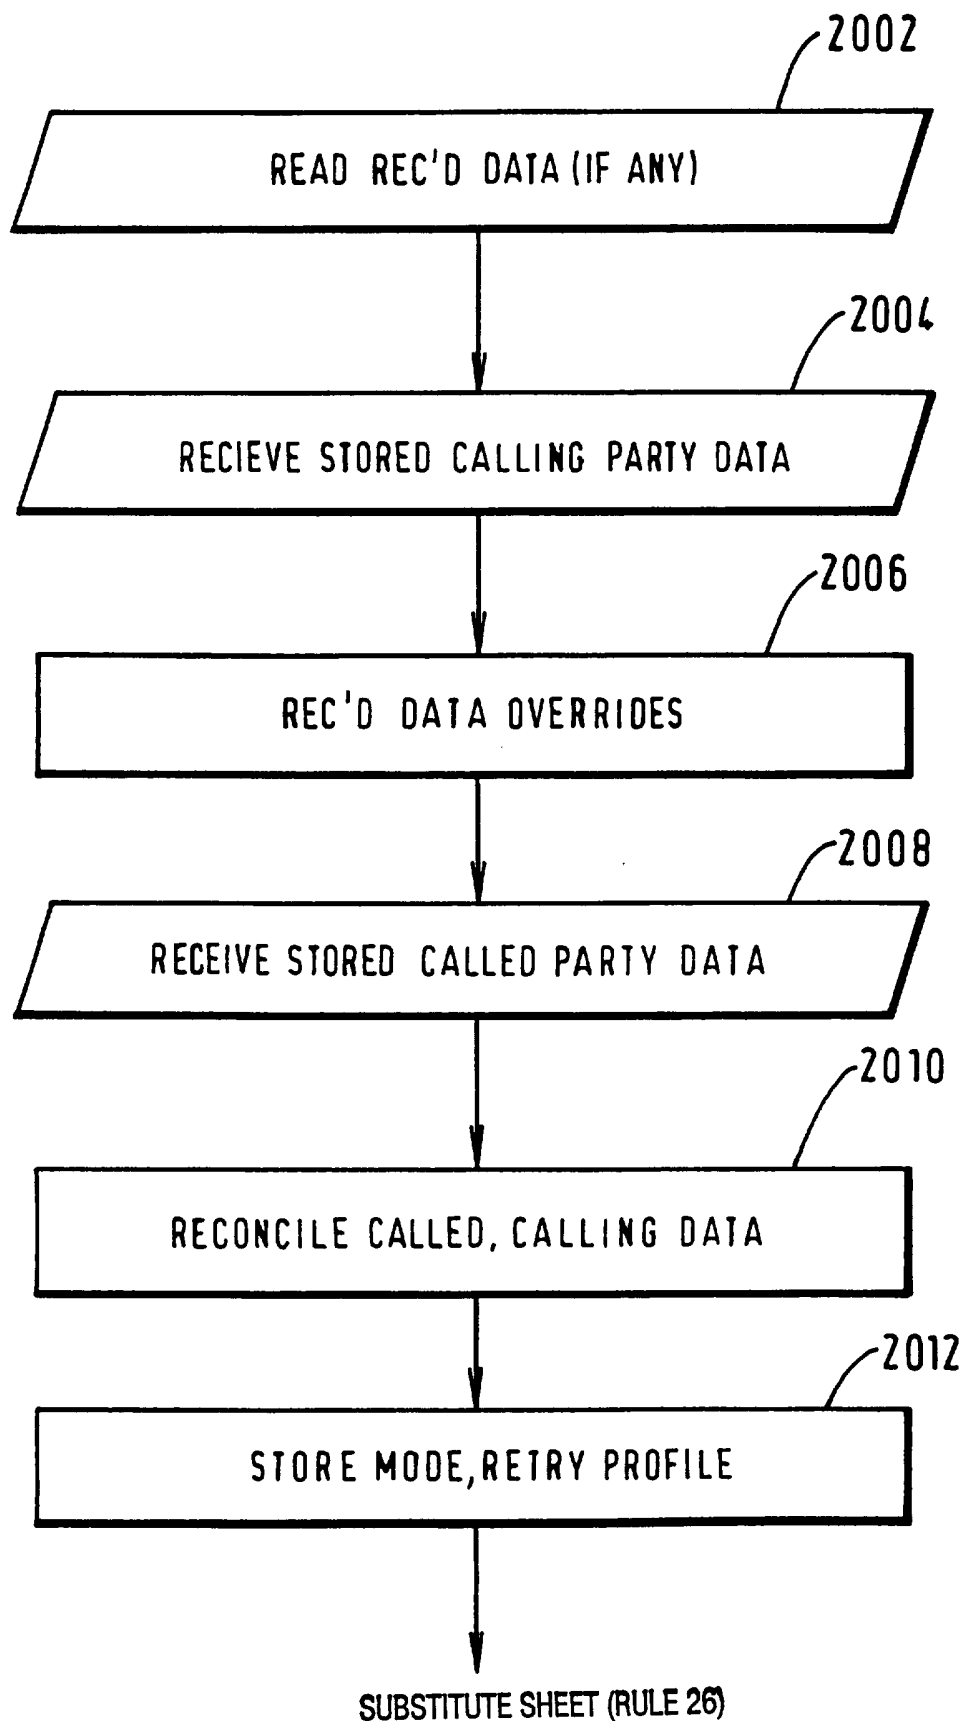 2002
READ REC'D DATA (IF ANY)
2004
RECIEVE STORED CALLING PARTY DATA
2006
REC'D DATA OVERRIDES
2008
RECEIVE STORED CALLED PARTY DATA
2010
RECONCILE CALLED, CALLING DATA
2012
STORE MODE, RETRY PROFILE
SUBSTITUTE SHEET (RULE 26)